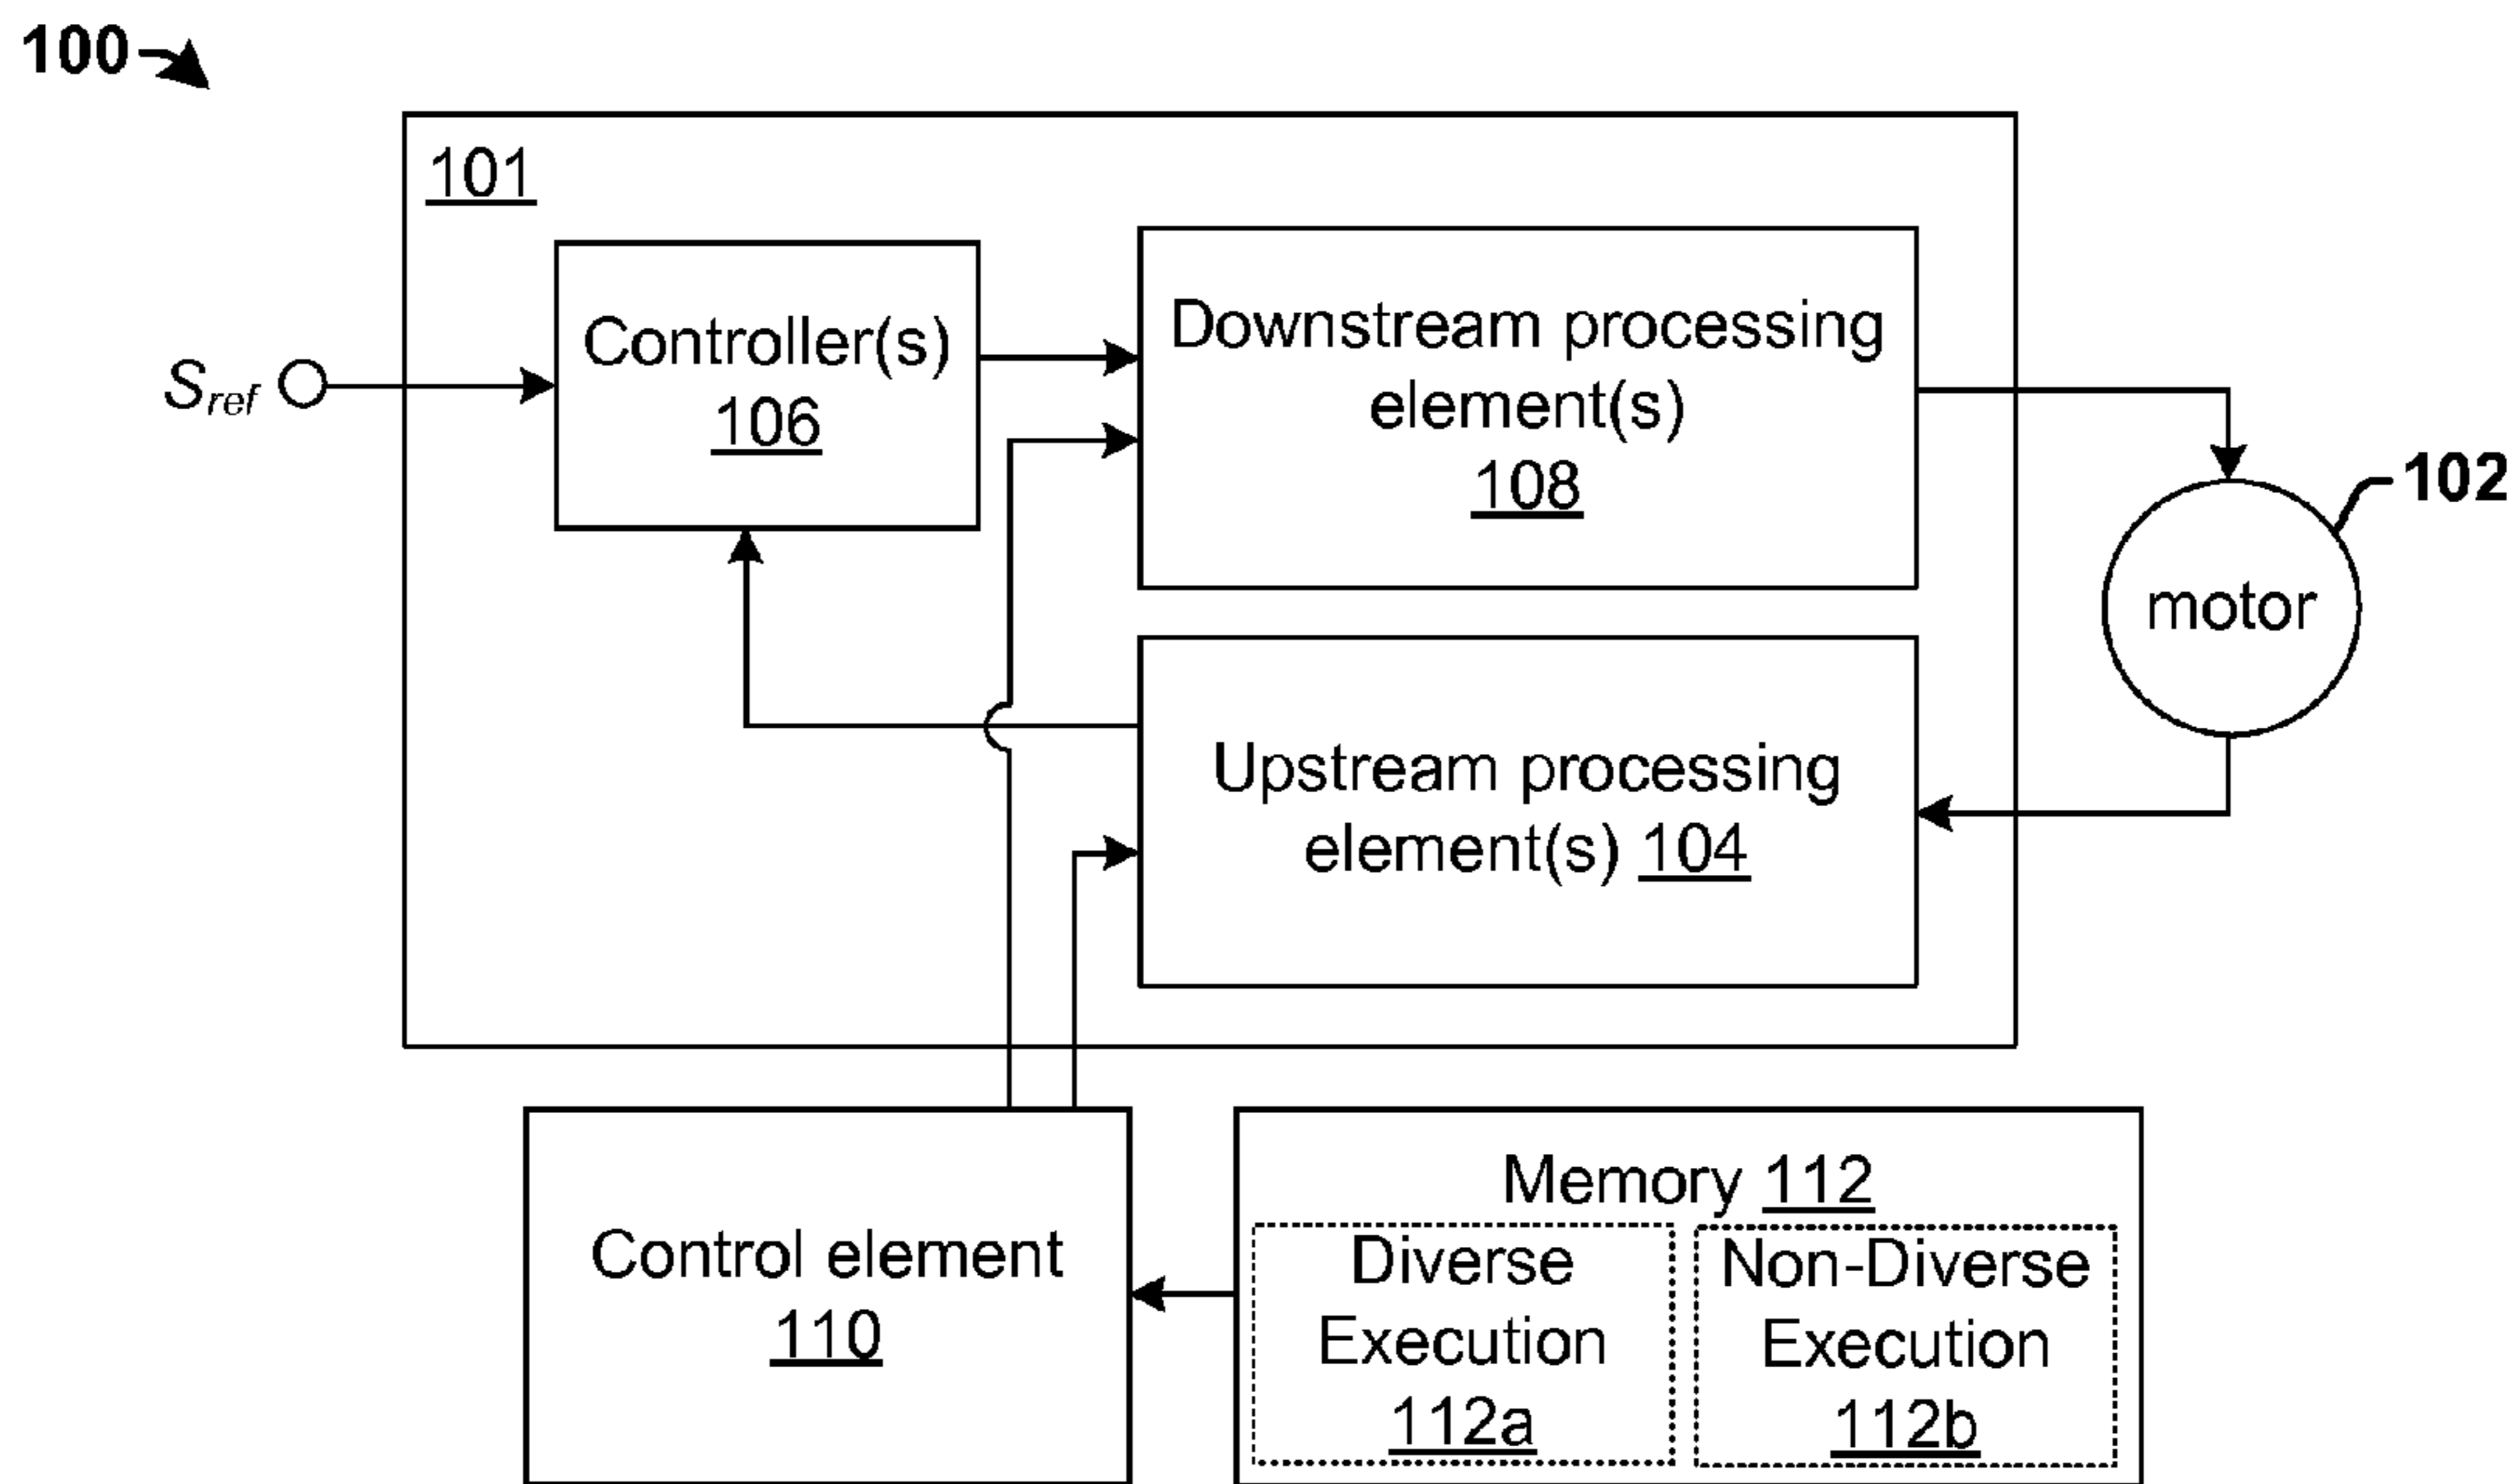 100
101
Controller(s)
106
Downstream processing
element(s)
108
Sref
102
motor
Upstream processing
element(s) 104
Control element
110
Memory 112
Diverse
Execution
112a
Non-Diverse
Execution
112b